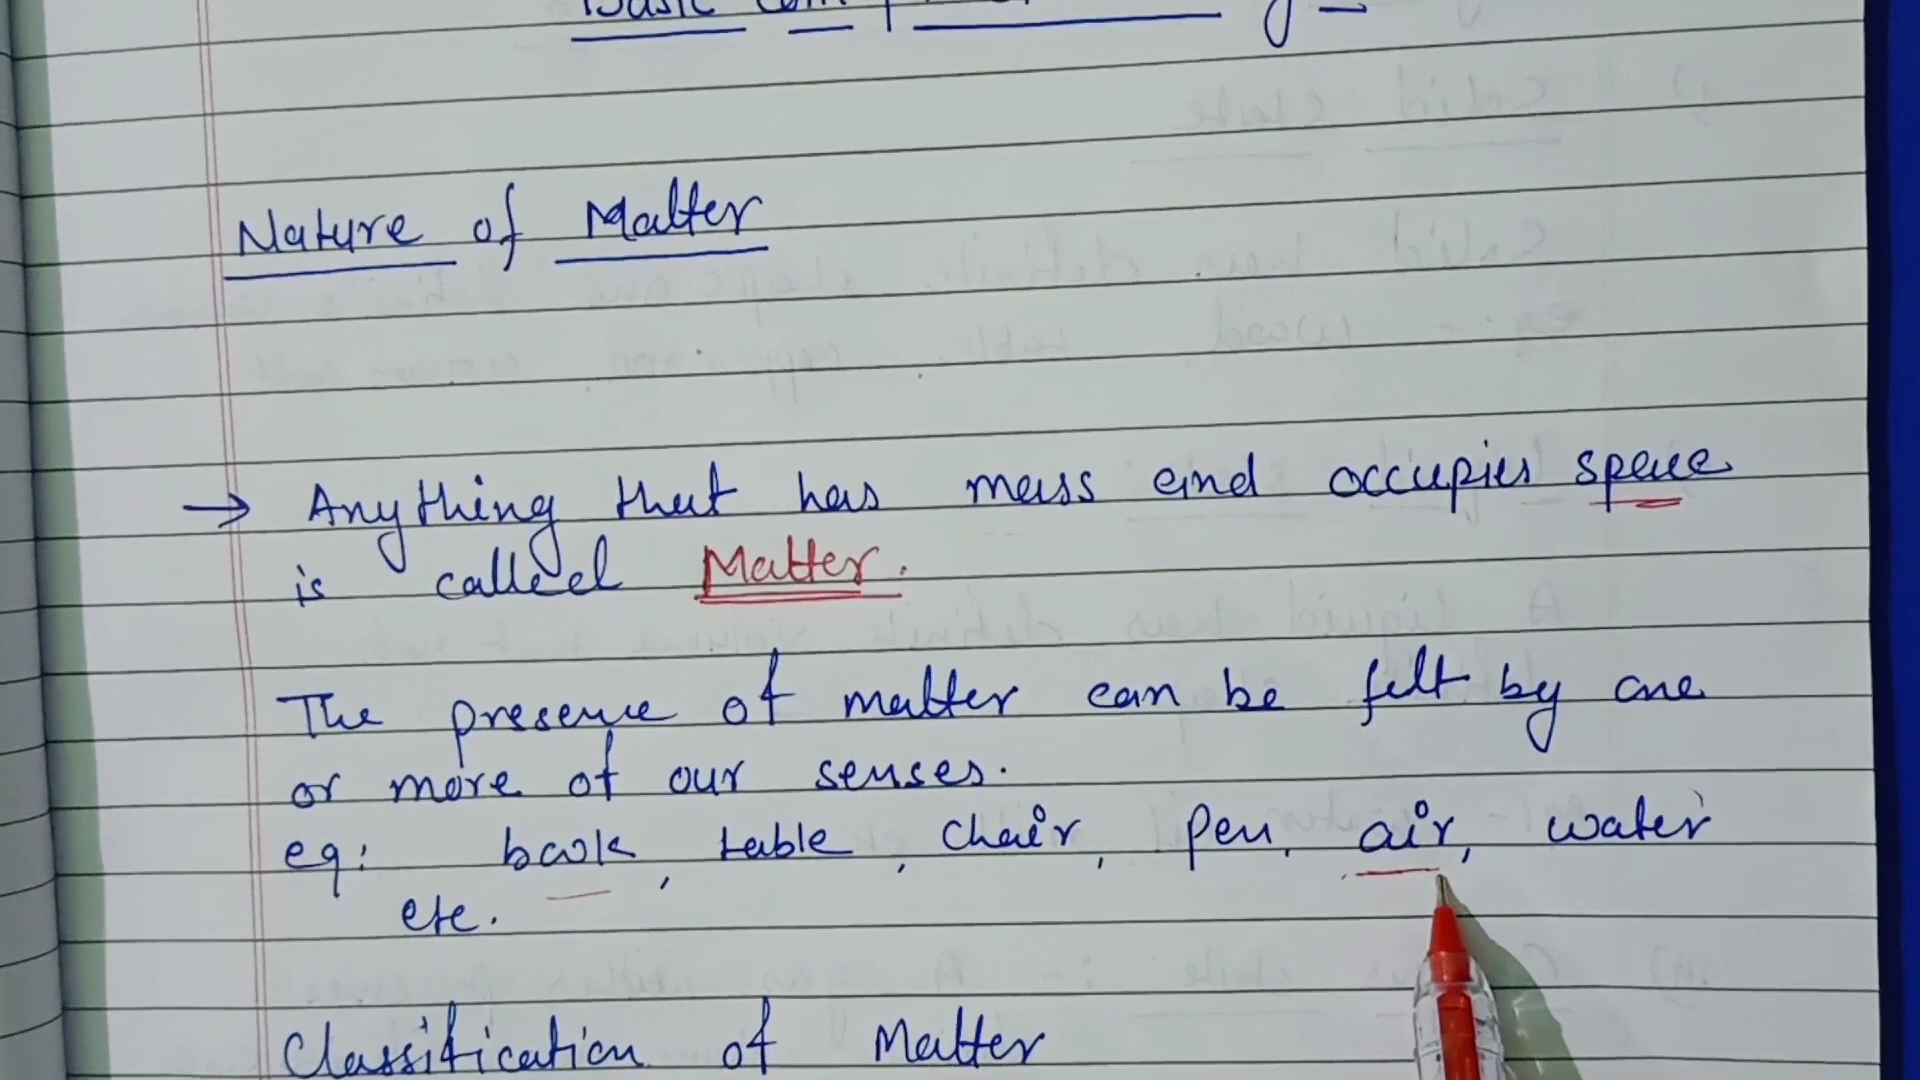 Basic
Nature of Matter
→ Anything that has mass and occupies space
is called Matter.
The presence of matter can be felt by one
or more of our senses.
eg: book, table, chair, pen, air, water
etc.
Classification of Matter